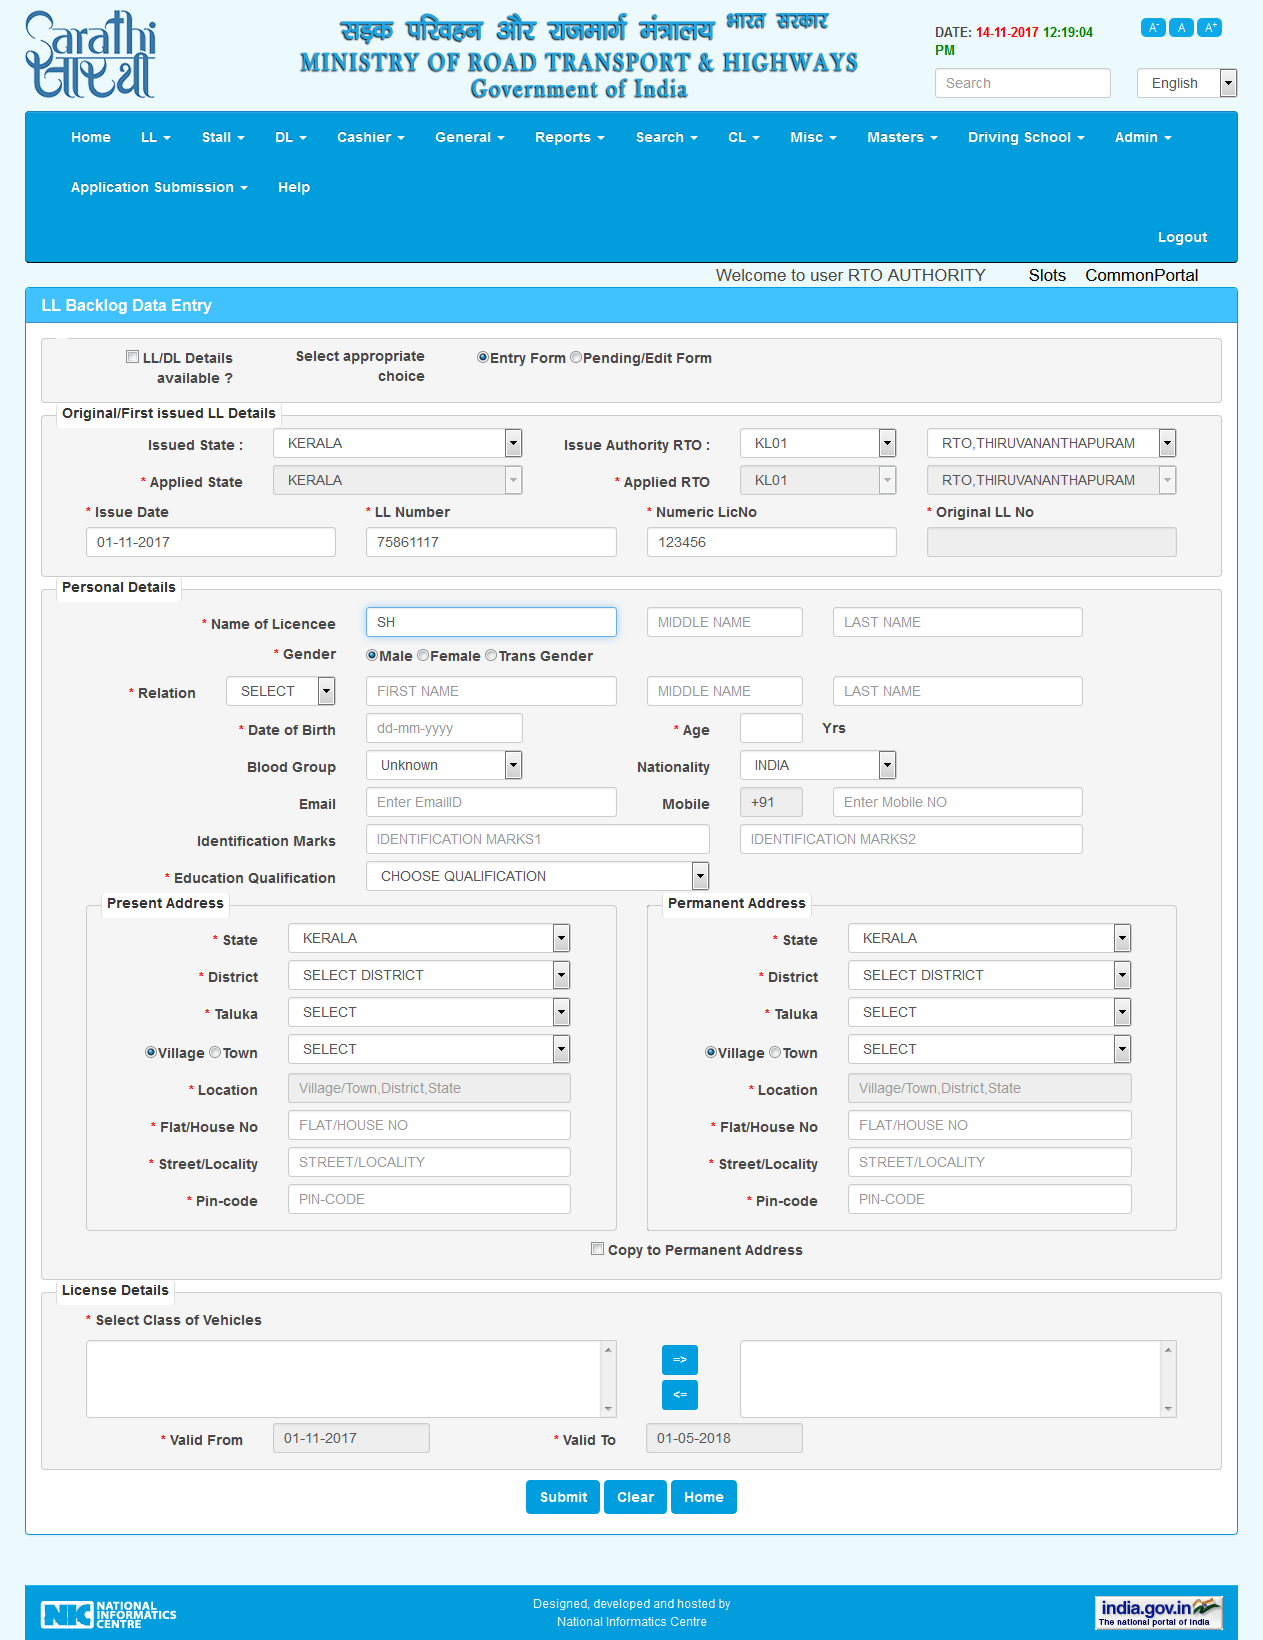 Sarathi
सारथी
सड़क परिवहन और राजमार्ग मंत्रालय भारत सरकार
MINISTRY OF ROAD TRANSPORT & HIGHWAYS
Government of India
DATE: 14-11-2017 12:19:04 PM
A- A A+
Search English
Home LL Stall DL Cashier General Reports Search CL Misc Masters Driving School Admin
Application Submission Help
Logout
Welcome to user RTO AUTHORITY Slots CommonPortal
LL Backlog Data Entry
LL/DL Details available ? Select appropriate choice Entry Form Pending/Edit Form
Original/First issued LL Details
Issued State : KERALA Issue Authority RTO : KL01 RTO,THIRUVANANTHAPURAM
* Applied State KERALA * Applied RTO KL01 RTO,THIRUVANANTHAPURAM
* Issue Date * LL Number * Numeric LicNo * Original LL No
01-11-2017 75861117 123456
Personal Details
* Name of Licencee SH MIDDLE NAME LAST NAME
* Gender Male Female Trans Gender
* Relation SELECT FIRST NAME MIDDLE NAME LAST NAME
* Date of Birth dd-mm-yyyy * Age Yrs
Blood Group Unknown Nationality INDIA
Email Enter EmailID Mobile +91 Enter Mobile NO
Identification Marks IDENTIFICATION MARKS1 IDENTIFICATION MARKS2
* Education Qualification CHOOSE QUALIFICATION
Present Address Permanent Address
* State KERALA * State KERALA
* District SELECT DISTRICT * District SELECT DISTRICT
* Taluka SELECT * Taluka SELECT
Village Town SELECT Village Town SELECT
* Location Village/Town,District,State * Location Village/Town,District,State
* Flat/House No FLAT/HOUSE NO * Flat/House No FLAT/HOUSE NO
* Street/Locality STREET/LOCALITY * Street/Locality STREET/LOCALITY
* Pin-code PIN-CODE * Pin-code PIN-CODE
Copy to Permanent Address
License Details
* Select Class of Vehicles
=>
<=
* Valid From 01-11-2017 * Valid To 01-05-2018
Submit Clear Home
NIC NATIONAL INFORMATICS CENTRE
Designed, developed and hosted by
National Informatics Centre
india.gov.in
The national portal of India